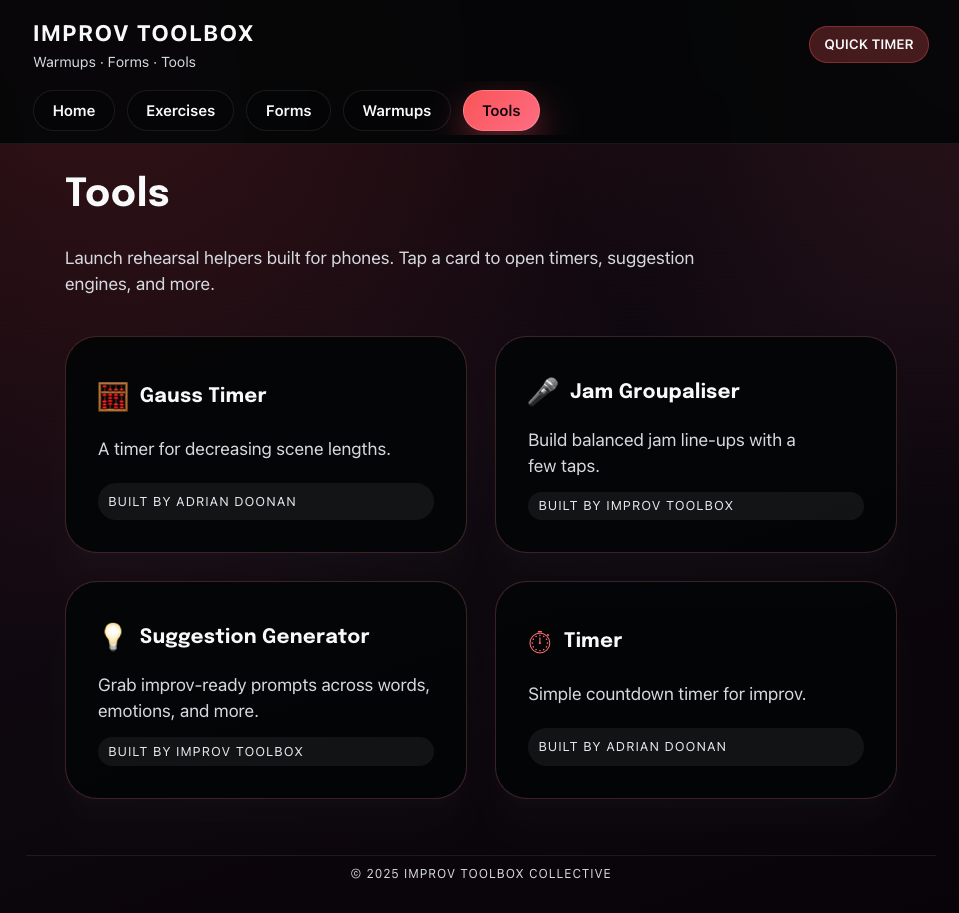 IMPROV TOOLBOX
Warmups · Forms · Tools
QUICK TIMER
Home
Exercises
Forms
Warmups
Tools
Tools
Launch rehearsal helpers built for phones. Tap a card to open timers, suggestion
engines, and more.
Gauss Timer
A timer for decreasing scene lengths.
BUILT BY ADRIAN DOONAN
Jam Groupaliser
Build balanced jam line-ups with a
few taps.
BUILT BY IMPROV TOOLBOX
Suggestion Generator
Grab improv-ready prompts across words,
emotions, and more.
BUILT BY IMPROV TOOLBOX
Timer
Simple countdown timer for improv.
BUILT BY ADRIAN DOONAN
© 2025 IMPROV TOOLBOX COLLECTIVE